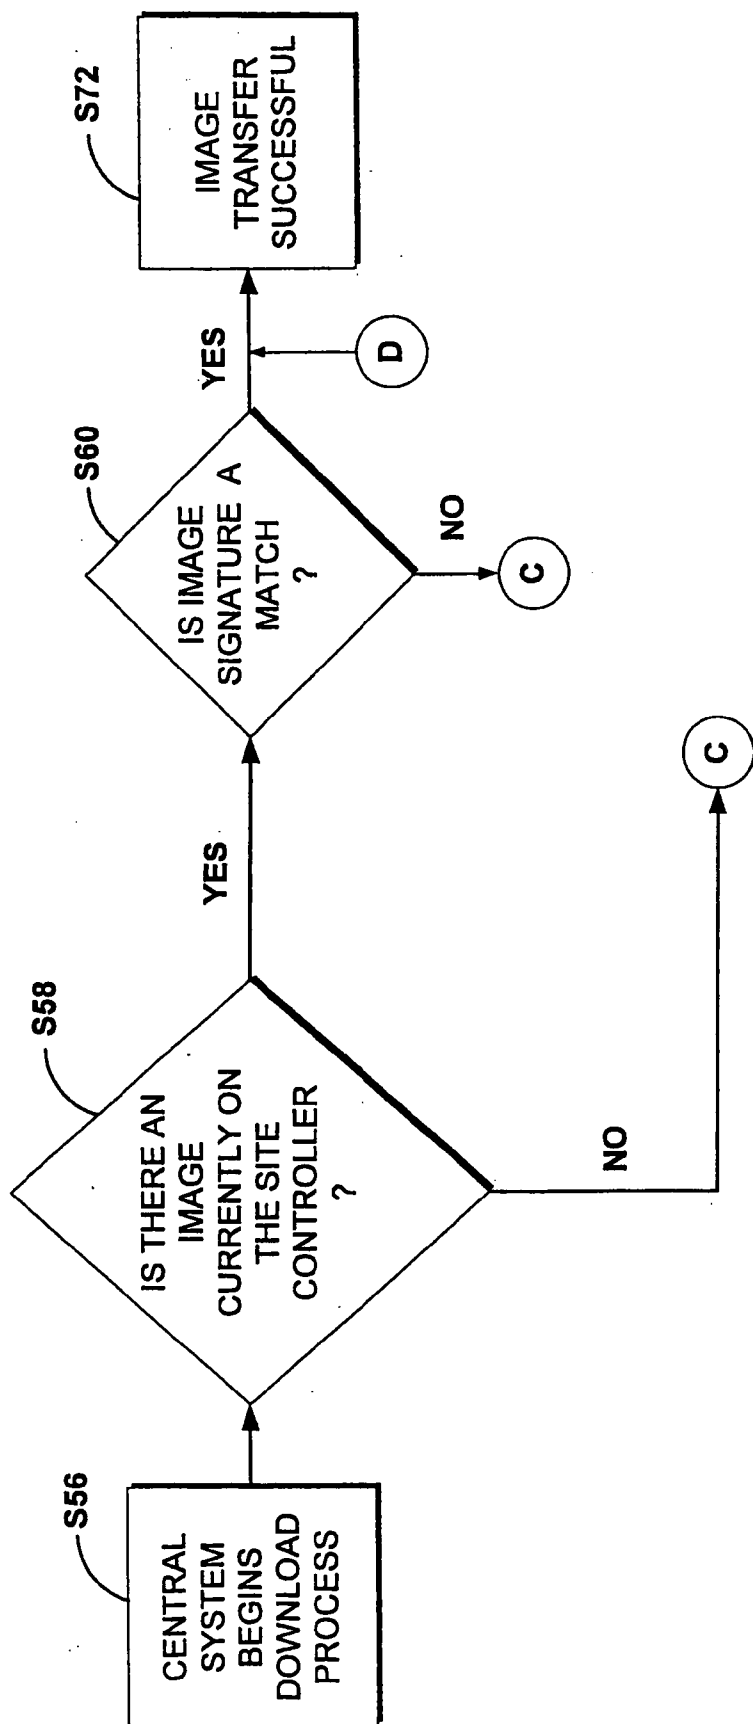 S56
CENTRAL
SYSTEM
BEGINS
DOWNLOAD
PROCESS
S58
IS THERE AN
IMAGE
CURRENTLY ON
THE SITE
CONTROLLER
?
YES
NO
C
S60
IS IMAGE
SIGNATURE A
MATCH
?
YES
NO
C
D
S72
IMAGE
TRANSFER
SUCCESSFUL